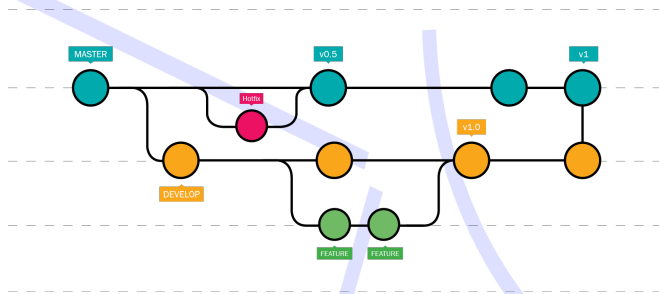 MASTER
v0.5
v1
Hotfix
v1.0
DEVELOP
FEATURE
FEATURE